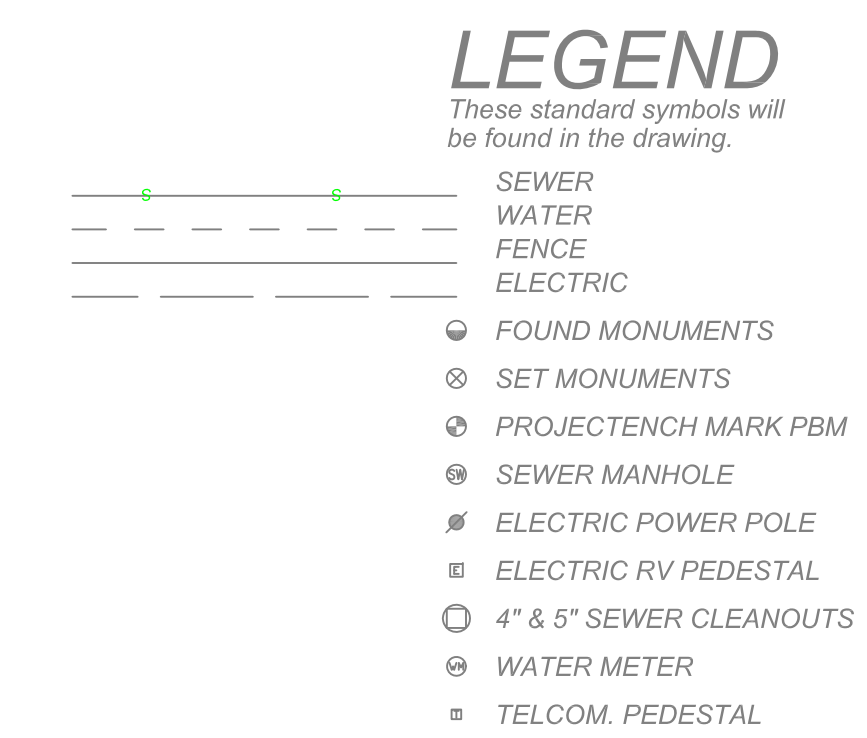 LEGEND
These standard symbols will
be found in the drawing.
S S SEWER
WATER
FENCE
ELECTRIC
FOUND MONUMENTS
SET MONUMENTS
PROJECTENCH MARK PBM
SW SEWER MANHOLE
ELECTRIC POWER POLE
E ELECTRIC RV PEDESTAL
4" & 5" SEWER CLEANOUTS
WM WATER METER
T TELCOM. PEDESTAL